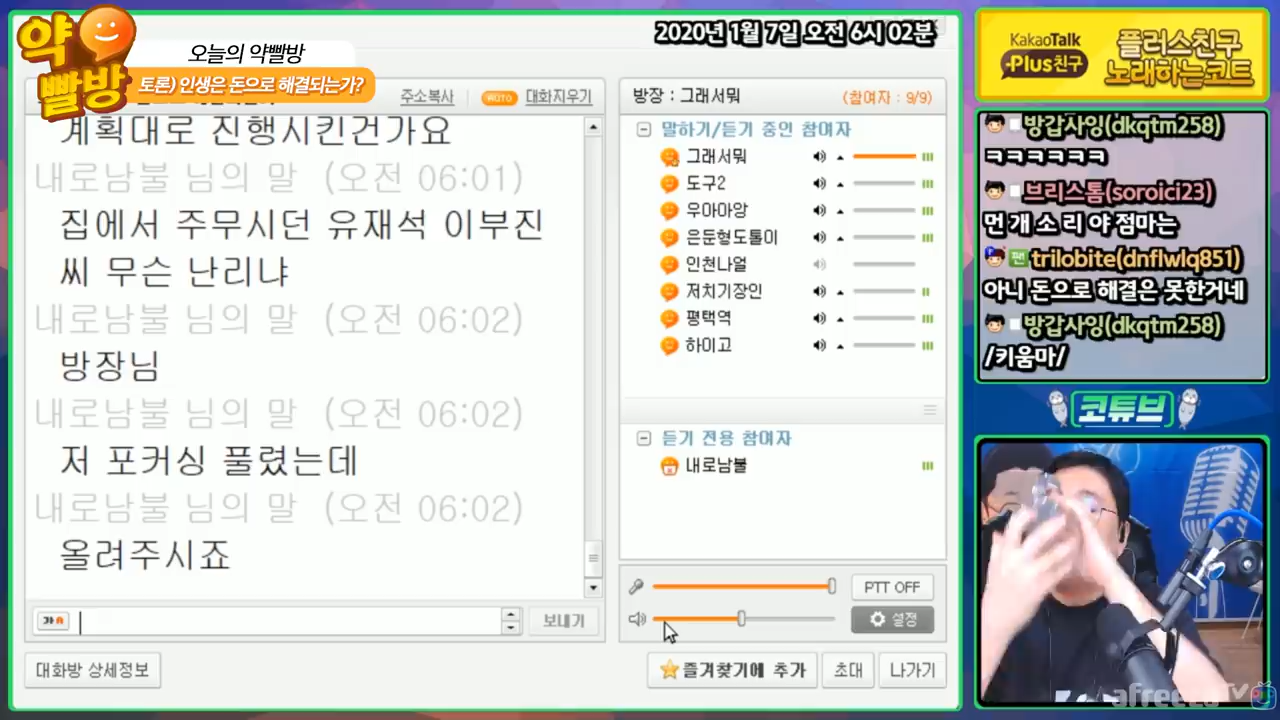 약빨방
오늘의 약빨방
토론) 인생은 돈으로 해결되는가?
2020년 1월 7일 오전 6시 02분
주소복사
AUTO
대화지우기
계획대로 진행시킨건가요
내로남불 님의 말 (오전 06:01)
집에서 주무시던 유재석 이부진
씨 무슨 난리냐
내로남불 님의 말 (오전 06:02)
방장님
내로남불 님의 말 (오전 06:02)
저 포커싱 풀렸는데
내로남불 님의 말 (오전 06:02)
올려주시죠
가
보내기
대화방 상세정보
방장 : 그래서뭐
(참여자 : 9/9)
말하기/듣기 중인 참여자
그래서뭐
도구2
우아아앙
은둔형도톨이
인천나얼
저치기장인
평택역
하이고
듣기 전용 참여자
내로남불
PTT OFF
설정
즐겨찾기에 추가
초대
나가기
KakaoTalk
Plus친구
플러스친구
노래하는코트
방갑사잉(dkqtm258)
ㅋㅋㅋㅋㅋㅋ
브리스톰(soroici23)
먼 개 소 리 야 점마는
팬
trilobite(dnflwlq851)
아니 돈으로 해결은 못한거네
방갑사잉(dkqtm258)
/키움마/
코튜브
afreecaTV